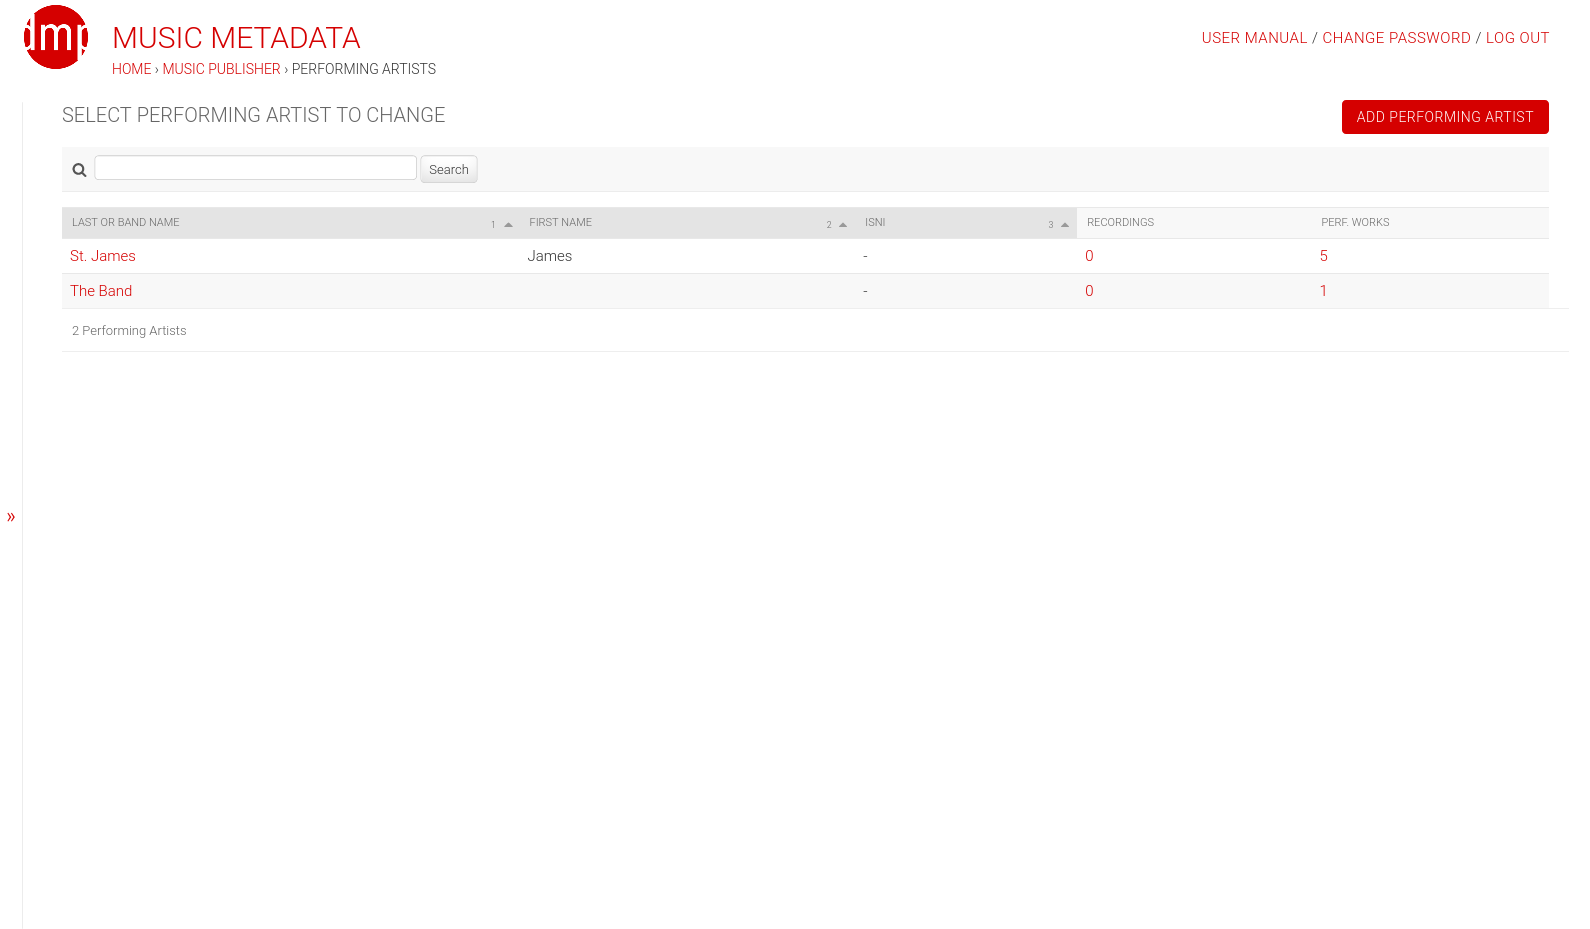 dmp
MUSIC METADATA
USER MANUAL / CHANGE PASSWORD / LOG OUT
HOME › MUSIC PUBLISHER › PERFORMING ARTISTS
SELECT PERFORMING ARTIST TO CHANGE
ADD PERFORMING ARTIST
Search
LAST OR BAND NAME 1 FIRST NAME 2 ISNI 3 RECORDINGS PERF. WORKS
St. James James - 0 5
The Band - 0 1
2 Performing Artists
»